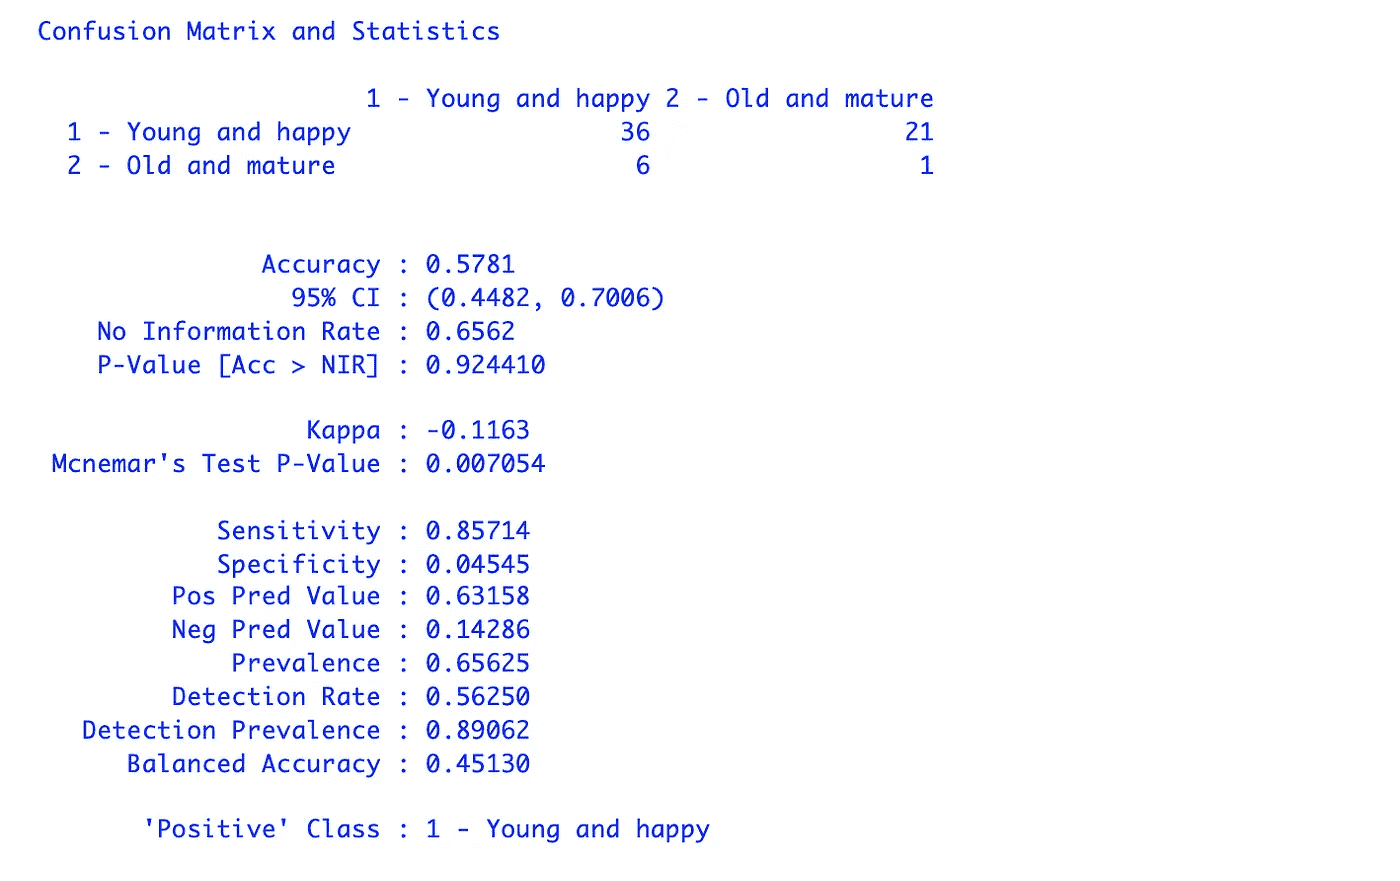 Confusion Matrix and Statistics
1 - Young and happy 2 - Old and mature
1 - Young and happy 36 21
2 - Old and mature 6 1
Accuracy : 0.5781
95% CI : (0.4482, 0.7006)
No Information Rate : 0.6562
P-Value [Acc > NIR] : 0.924410
Kappa : -0.1163
Mcnemar's Test P-Value : 0.007054
Sensitivity : 0.85714
Specificity : 0.04545
Pos Pred Value : 0.63158
Neg Pred Value : 0.14286
Prevalence : 0.65625
Detection Rate : 0.56250
Detection Prevalence : 0.89062
Balanced Accuracy : 0.45130
'Positive' Class : 1 - Young and happy